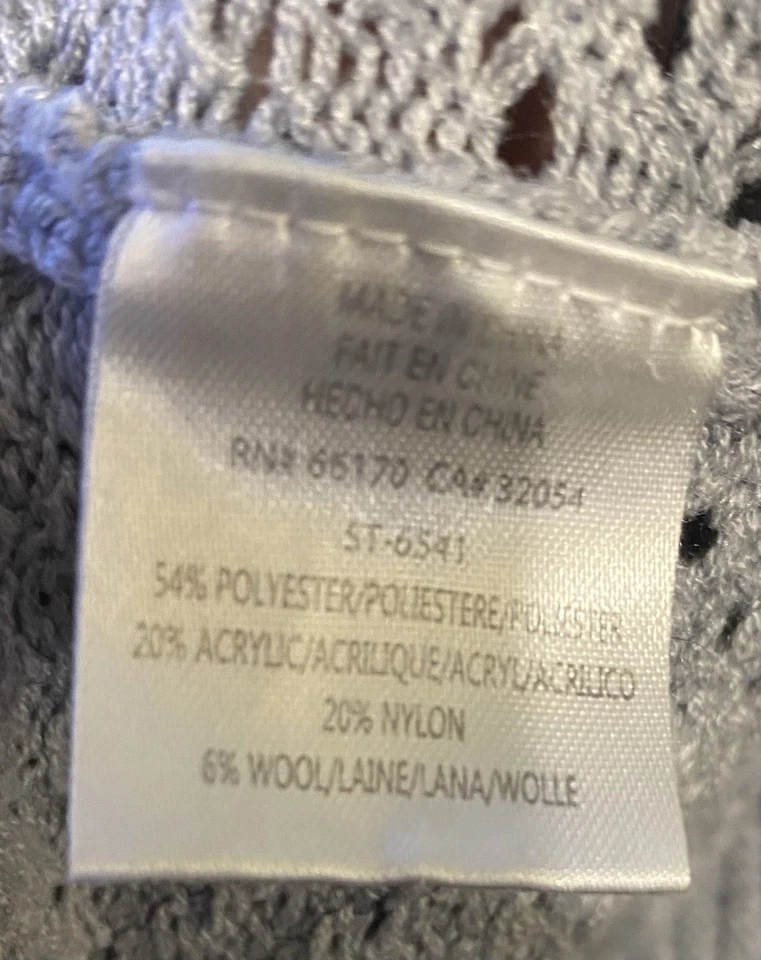 MADE IN CHINA
FAIT EN CHINE
HECHO EN CHINA
RN# 66170 CA# 32054
ST-6541
54% POLYESTER/POLIESTERE/POLIESTER
20% ACRYLIC/ACRILIQUE/ACRYL/ACRILICO
20% NYLON
6% WOOL/LAINE/LANA/WOLLE